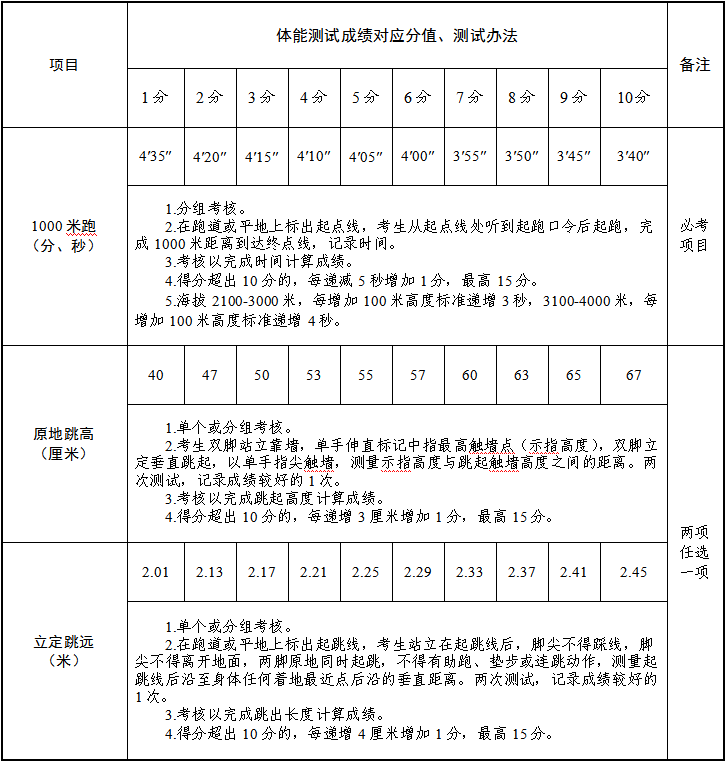 项目
体能测试成绩对应分值、测试办法
备注
1分 2分 3分 4分 5分 6分 7分 8分 9分 10分
1000米跑
（分、秒）
4′35″ 4′20″ 4′15″ 4′10″ 4′05″ 4′00″ 3′55″ 3′50″ 3′45″ 3′40″
1.分组考核。
2.在跑道或平地上标出起点线，考生从起点线处听到起跑口令后起跑，完
成1000米距离到达终点线，记录时间。
3.考核以完成时间计算成绩。
4.得分超出10分的，每递减5秒增加1分，最高15分。
5.海拔2100-3000米，每增加100米高度标准递增3秒，3100-4000米，每
增加100米高度标准递增4秒。
必考
项目
原地跳高
（厘米）
40 47 50 53 55 57 60 63 65 67
1.单个或分组考核。
2.考生双脚站立靠墙，单手伸直标记中指最高触墙点（示指高度），双脚立
定垂直跳起，以单手指尖触墙，测量示指高度与跳起触墙高度之间的距离。两
次测试，记录成绩较好的1次。
3.考核以完成跳起高度计算成绩。
4.得分超出10分的，每递增3厘米增加1分，最高15分。
两项
任选
一项
立定跳远
（米）
2.01 2.13 2.17 2.21 2.25 2.29 2.33 2.37 2.41 2.45
1.单个或分组考核。
2.在跑道或平地上标出起跳线，考生站立在起跳线后，脚尖不得踩线，脚
尖不得离开地面，两脚原地同时起跳，不得有助跑、垫步或连跳动作，测量起
跳线后沿至身体任何着地最近点后沿的垂直距离。两次测试，记录成绩较好的
1次。
3.考核以完成跳出长度计算成绩。
4.得分超出10分的，每递增4厘米增加1分，最高15分。